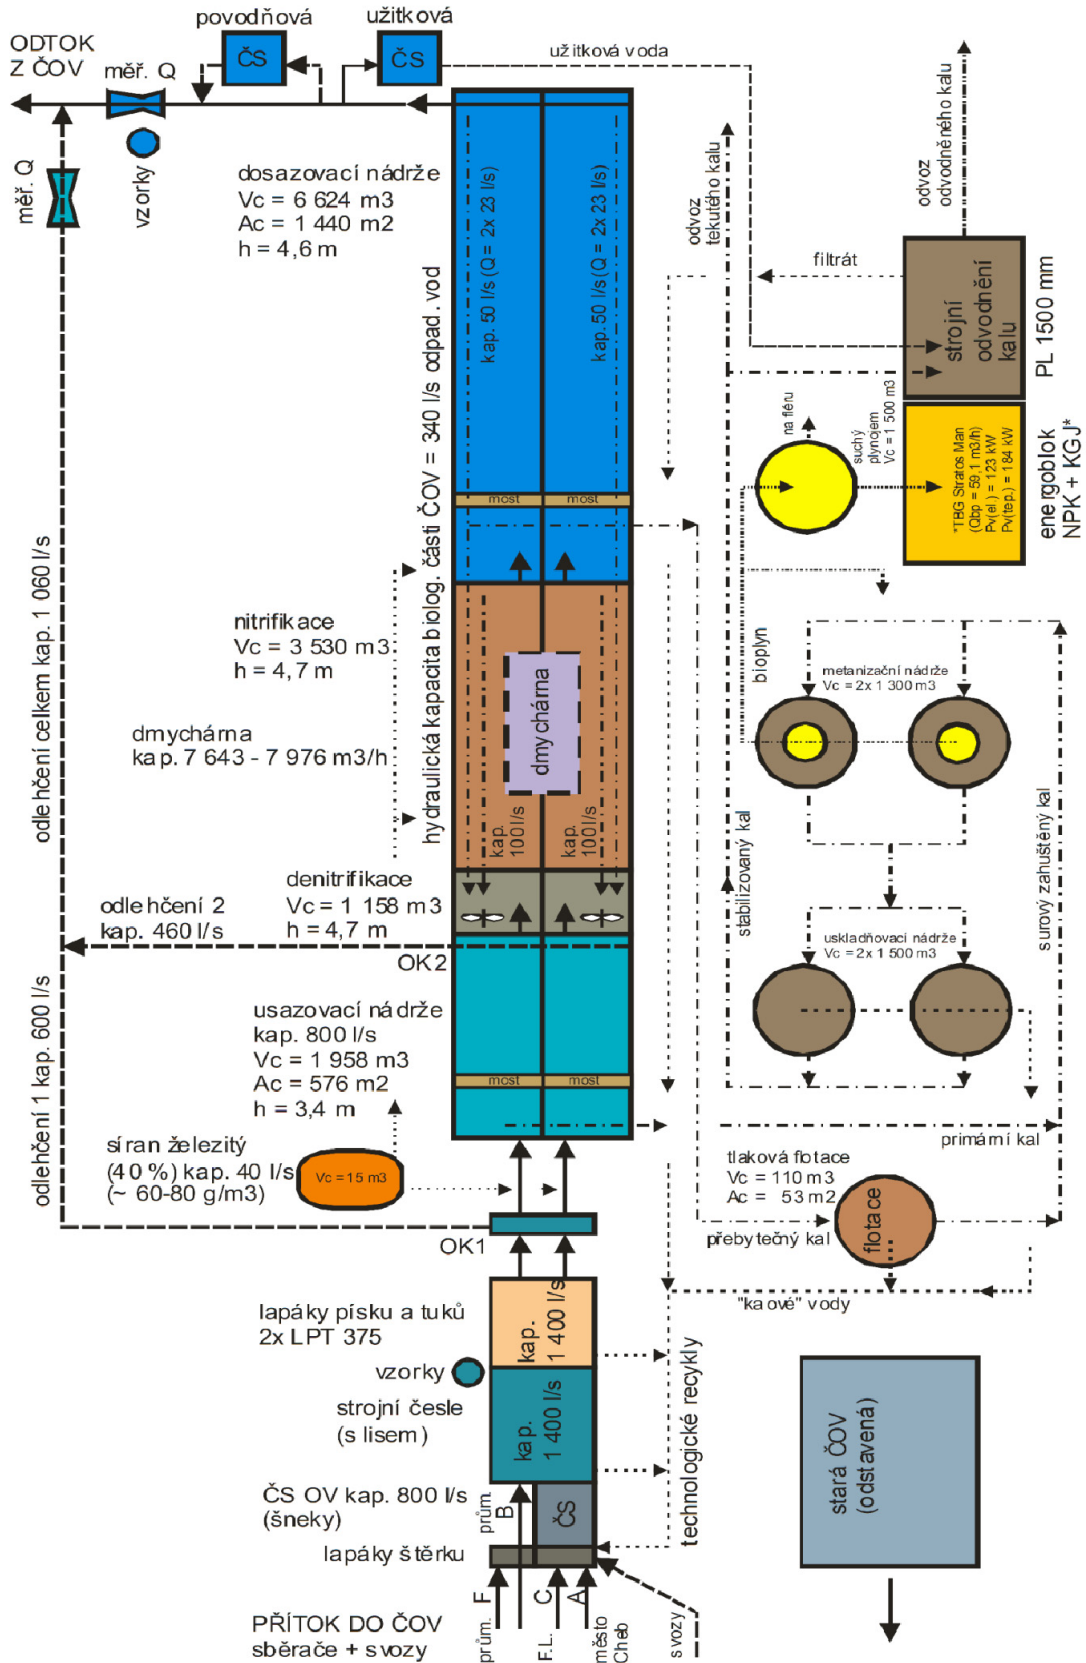 povodňová
užitková
ODTOK
Z ČOV
měř. Q
ČS
ČS
užitková voda
měř. Q
vzorky
dosazovací nádrže
Vc = 6 624 m3
Ac = 1 440 m2
h = 4,6 m
kap. 50 l/s (Q = 2x 23 l/s)
kap. 50 l/s (Q = 2x 23 l/s)
hydraulická kapacita biolog. části ČOV = 340 l/s odpad. vod
odvoz
tekutého kalu
odvoz
odvodněného kalu
filtrát
strojní
odvodnění
kalu
PL 1500 mm
na fléru
suchý
plynojem
Vc = 1 500 m3
*TBG Stratos Man
(Qbp = 59,1 m3/h)
Pv(el.) = 123 kW
Pv(tep.) = 184 kW
energoblok
NPK + KGJ*
most
most
odlehčení celkem kap. 1 060 l/s
nitrifikace
Vc = 3 530 m3
h = 4,7 m
dmychárna
kap. 7 643 - 7 976 m3/h
dmychárna
kap.
100 l/s
kap.
100 l/s
bioplyn
metanizační nádrže
Vc = 2x 1 300 m3
stabilizovaný kal
surový zahuštěný kal
denitrifikace
Vc = 1 158 m3
h = 4,7 m
odlehčení 2
kap. 460 l/s
OK2
uskladňovací nádrže
Vc = 2x 1 500 m3
usazovací nádrže
kap. 800 l/s
Vc = 1 958 m3
Ac = 576 m2
h = 3,4 m
most
most
odlehčení 1 kap. 600 l/s
síran železitý
(40 %) kap. 40 l/s
(~ 60-80 g/m3)
Vc = 15 m3
primární kal
tlaková flotace
Vc = 110 m3
Ac = 53 m2
flotace
přebytečný kal
OK1
"kaové" vody
lapáky písku a tuků
2x LPT 375
kap.
1 400 l/s
vzorky
strojní česle
(s lisem)
kap.
1 400 l/s
technologické recykly
stará ČOV
(odstavená)
ČS OV kap. 800 l/s
(šneky)
prům.
B
ČS
lapáky štěrku
PŘÍTOK DO ČOV
sběrače + svozy
prům. F
F.L. C
město A
Cheb
svozy